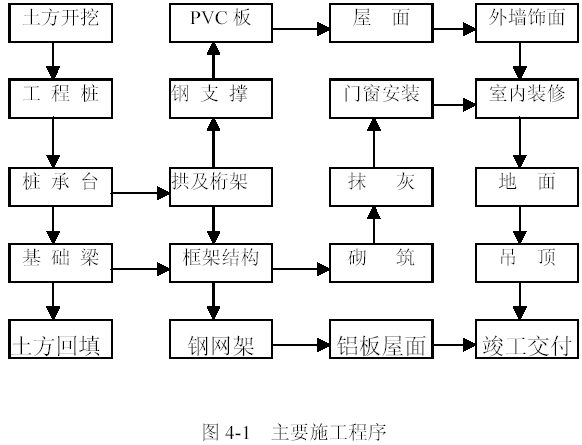 土方开挖 PVC 板 屋 面 外墙饰面
工 程 桩 钢 支 撑 门窗安装 室内装修
桩 承 台 拱及桁架 抹 灰 地 面
基 础 梁 框架结构 砌 筑 吊 顶
土方回填 钢网架 铝板屋面 竣工交付
图 4-1 主要施工程序